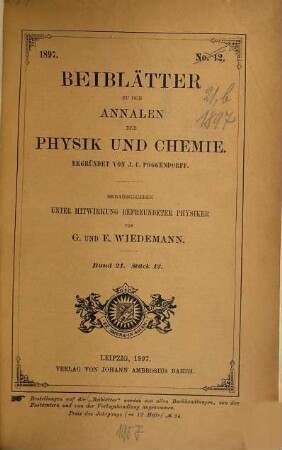 1897.
No. 12.
21, b
1897
BEIBLÄTTER
ZU DEN
ANNALEN
DER
PHYSIK UND CHEMIE.
BEGRÜNDET VON J. C. POGGENDORFF.
HERAUSGEGEBEN
UNTER MITWIRKUNG BEFREUNDETER PHYSIKER
VON
G. UND E. WIEDEMANN.
Band 21. Stück 12.
LEIPZIG, 1897.
VERLAG VON JOHANN AMBROSIUS BARTH.
Bestellungen auf die „Beiblätter“ werden von allen Buchhandlungen, von den
Postämtern und von der Verlagshandlung angenommen.
Preis des Jahrgangs (= 12 Hefte) ℳ 24.